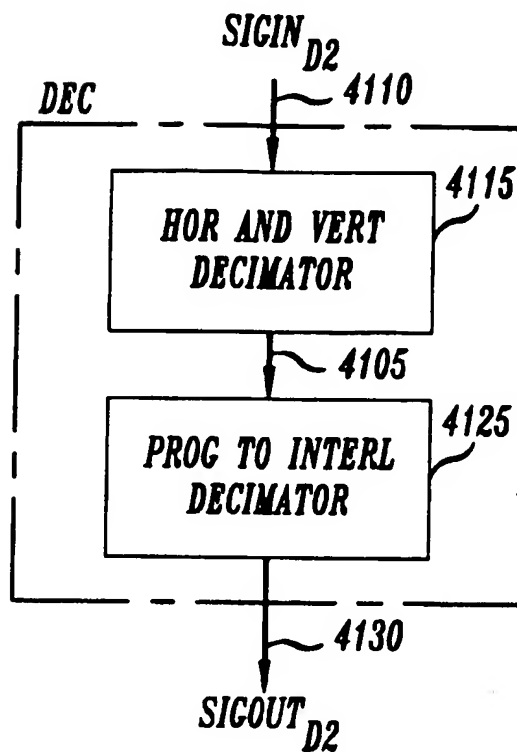 SIGIN D2
4110
DEC
4115
HOR AND VERT
DECIMATOR
4105
4125
PROG TO INTERL
DECIMATOR
4130
SIGOUT D2